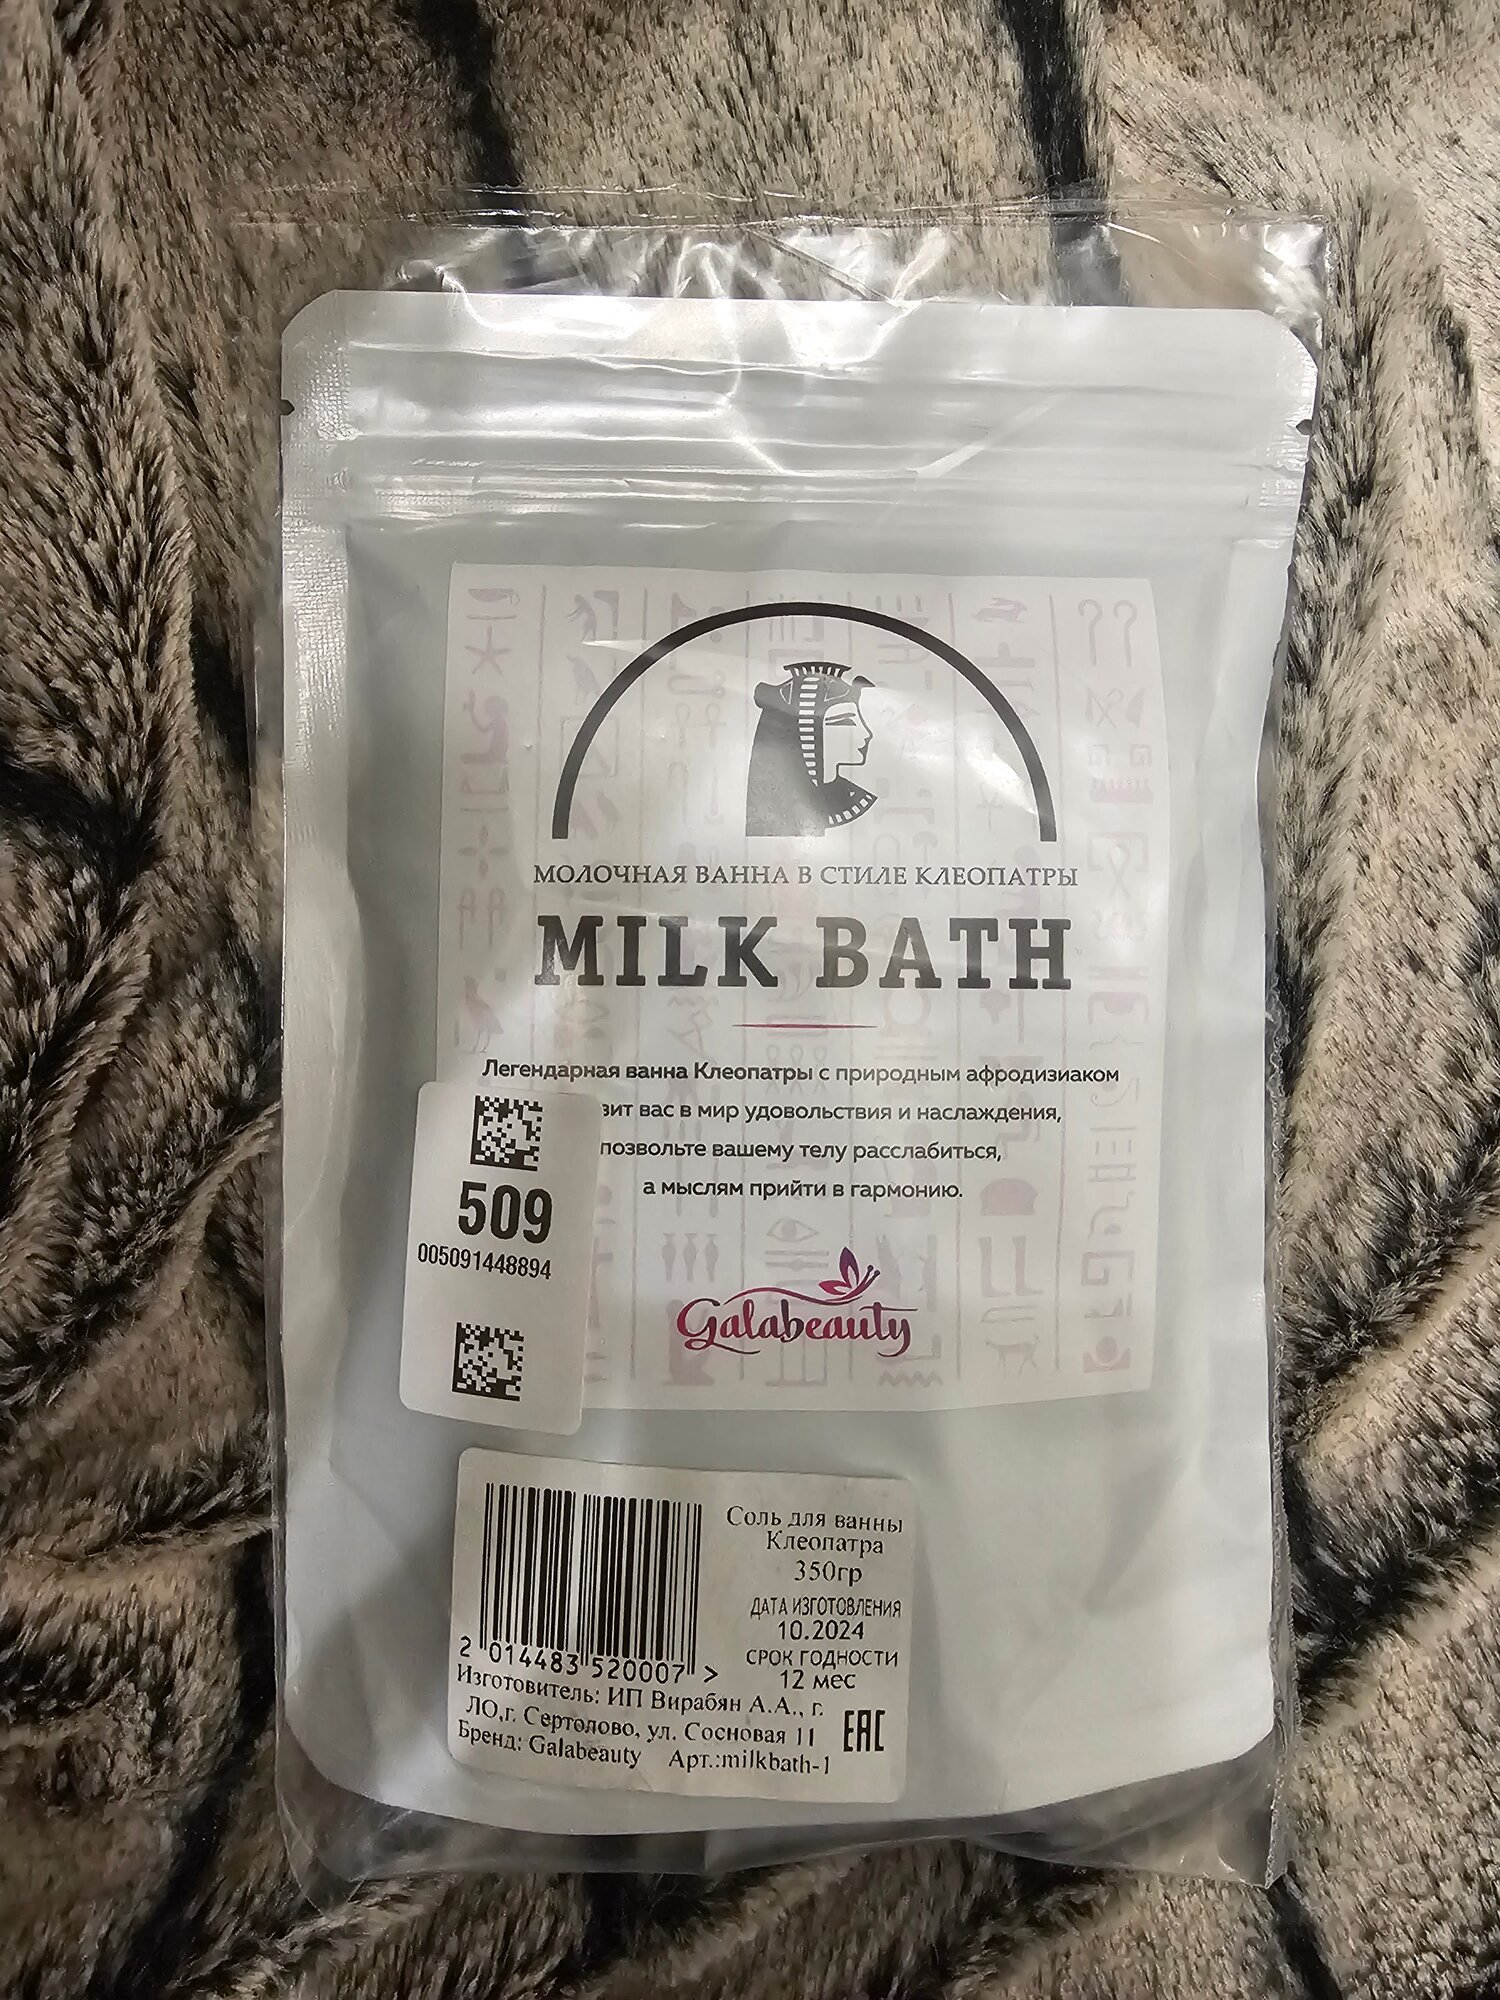 МОЛОЧНАЯ ВАННА В СТИЛЕ КЛЕОПАТРЫ
MILK BATH
Легендарная ванна Клеопатры с природным афродизиаком
вас в мир удовольствия и наслаждения,
позвольте вашему телу расслабиться,
а мыслям прийти в гармонию.
Galabeauty
509
005091448894
Соль для ванны
Клеопатра
350гр
ДАТА ИЗГОТОВЛЕНИЯ
10.2024
СРОК ГОДНОСТИ
12 мес
2 014483 520007 >
Изготовитель: ИП Вирабян А.А., г.
ЛО,г. Сертолово, ул. Сосновая 11
Бренд: Galabeauty Арт.:milkbath-1
EAC